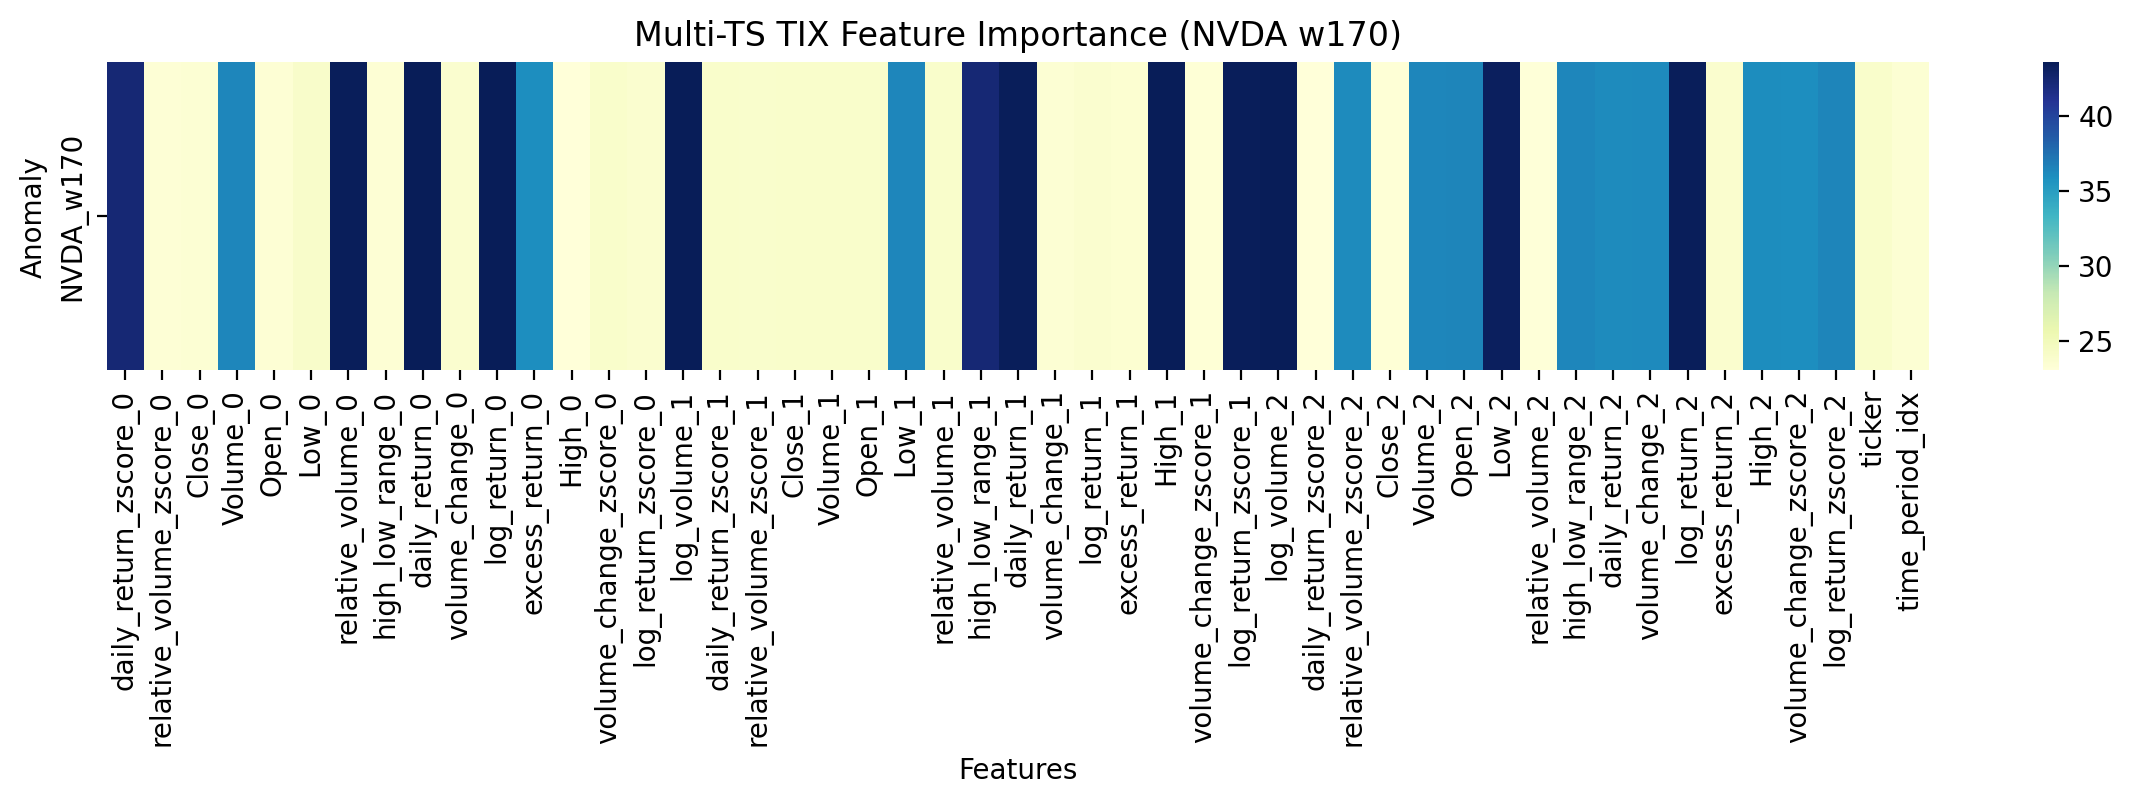 Multi-TS TIX Feature Importance (NVDA w170)
Anomaly
NVDA_w170
40
35
30
25
daily_return_zscore_0
relative_volume_zscore_0
Close_0
Volume_0
Open_0
Low_0
relative_volume_0
high_low_range_0
daily_return_0
volume_change_0
log_return_0
excess_return_0
High_0
volume_change_zscore_0
log_return_zscore_0
log_volume_1
daily_return_zscore_1
relative_volume_zscore_1
Close_1
Volume_1
Open_1
Low_1
relative_volume_1
high_low_range_1
daily_return_1
volume_change_1
log_return_1
excess_return_1
High_1
volume_change_zscore_1
log_return_zscore_1
log_volume_2
daily_return_zscore_2
relative_volume_zscore_2
Close_2
Volume_2
Open_2
Low_2
relative_volume_2
high_low_range_2
daily_return_2
volume_change_2
log_return_2
excess_return_2
High_2
volume_change_zscore_2
log_return_zscore_2
ticker
time_period_idx
Features